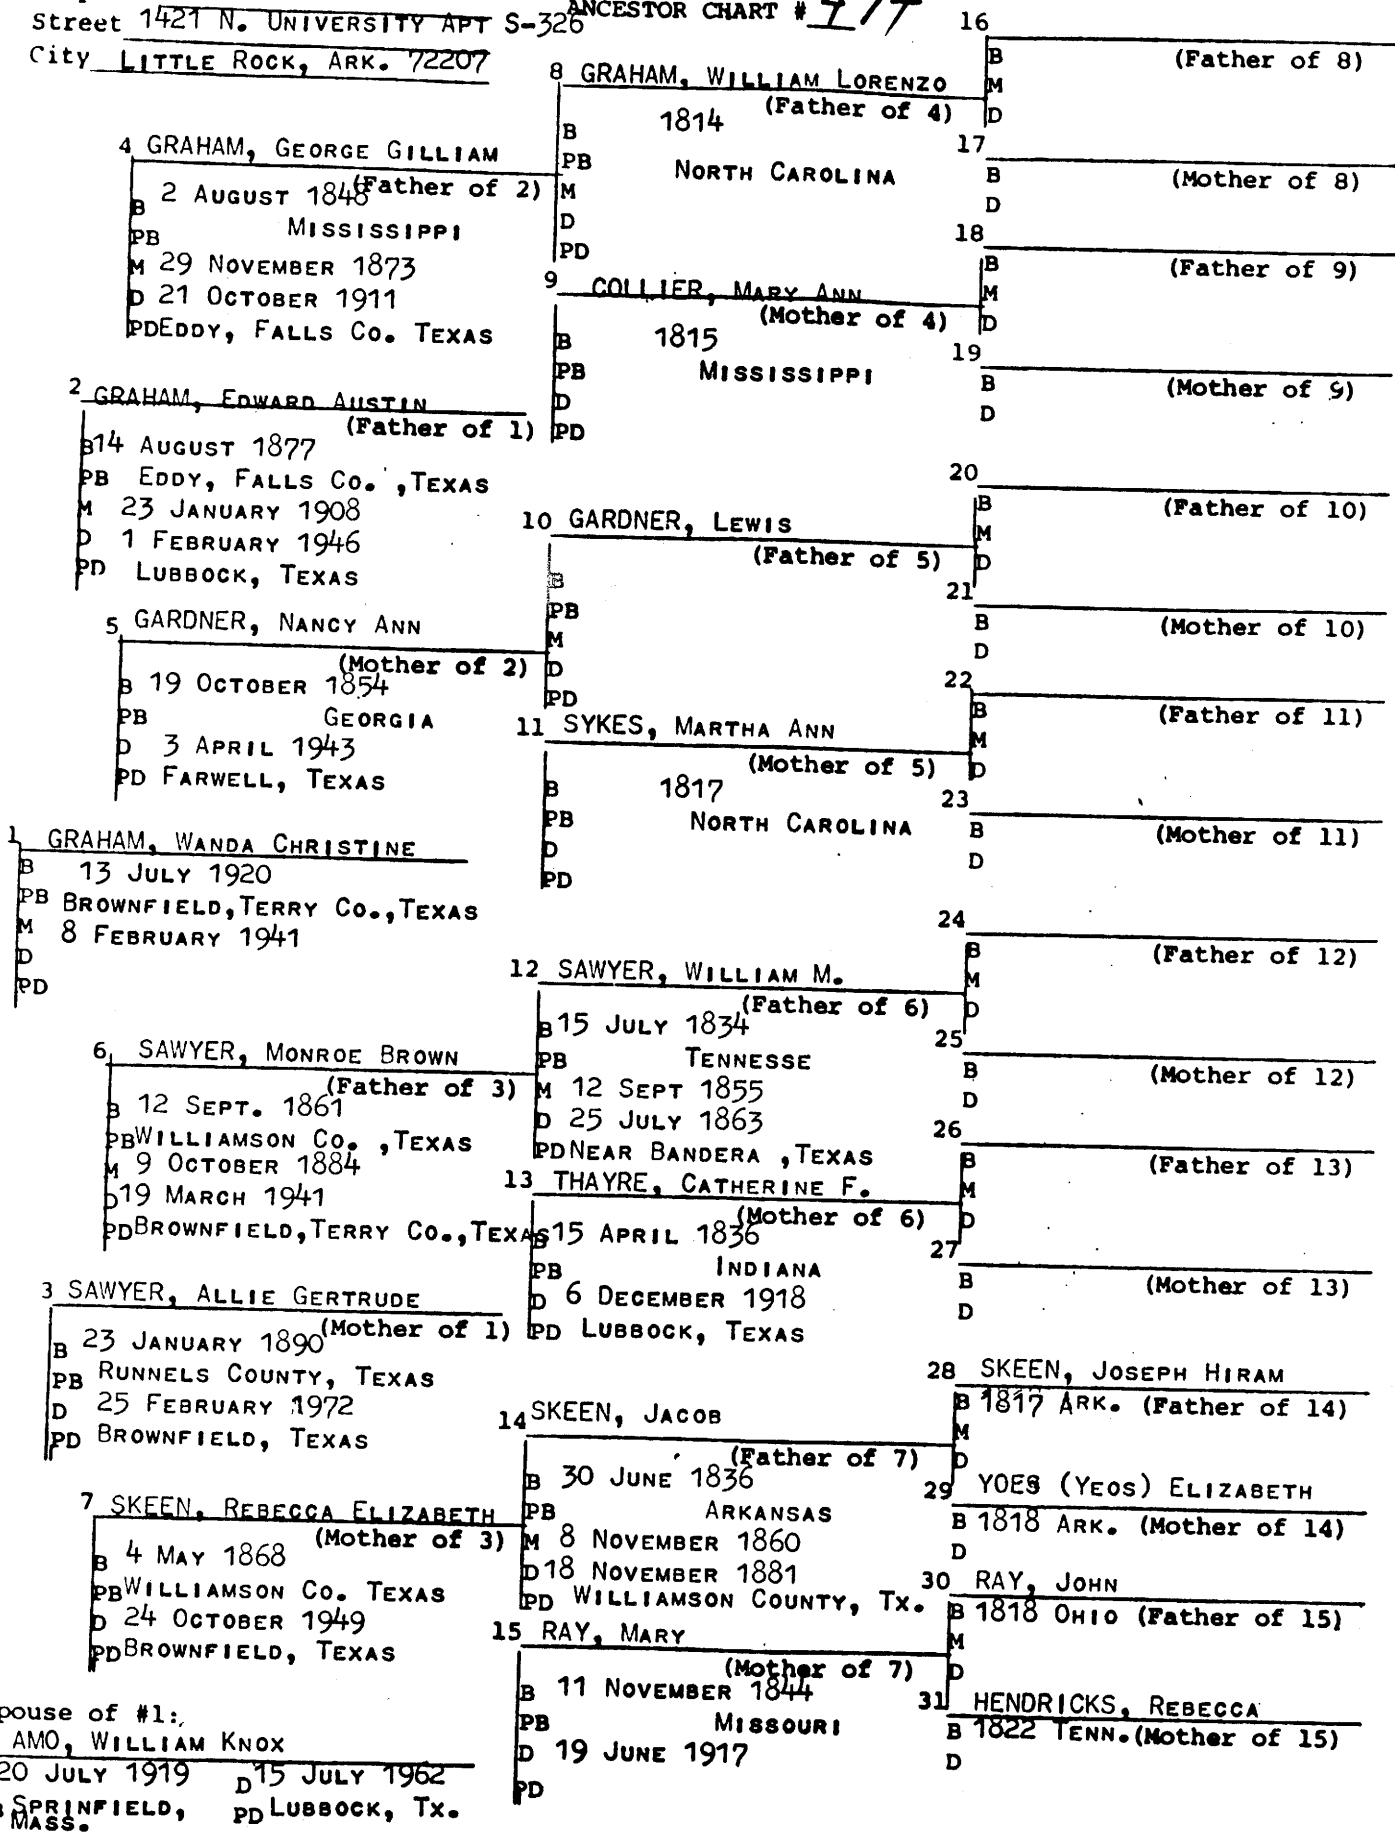 Street 1421 N. UNIVERSITY APT S-326
City LITTLE ROCK, ARK. 72207
ANCESTOR CHART #
4 GRAHAM, GEORGE GILLIAM
(Father of 2)
B 2 AUGUST 1848
PB MISSISSIPPI
M 29 NOVEMBER 1873
D 21 OCTOBER 1911
PD EDDY, FALLS CO. TEXAS
2 GRAHAM, EDWARD AUSTIN
(Father of 1)
B 14 AUGUST 1877
PB EDDY, FALLS CO. , TEXAS
M 23 JANUARY 1908
D 1 FEBRUARY 1946
PD LUBBOCK, TEXAS
5 GARDNER, NANCY ANN
(Mother of 2)
B 19 OCTOBER 1854
PB GEORGIA
D 3 APRIL 1943
PD FARWELL, TEXAS
1 GRAHAM, WANDA CHRISTINE
B 13 JULY 1920
PB BROWNFIELD, TERRY CO., TEXAS
M 8 FEBRUARY 1941
D
PD
6 SAWYER, MONROE BROWN
(Father of 3)
B 12 SEPT. 1861
PB WILLIAMSON CO. , TEXAS
M 9 OCTOBER 1884
D 19 MARCH 1941
PD BROWNFIELD, TERRY CO., TEXAS
3 SAWYER, ALLIE GERTRUDE
(Mother of 1)
B 23 JANUARY 1890
PB RUNNELS COUNTY, TEXAS
D 25 FEBRUARY 1972
PD BROWNFIELD, TEXAS
7 SKEEN, REBECCA ELIZABETH
(Mother of 3)
B 4 MAY 1868
PB WILLIAMSON CO. TEXAS
D 24 OCTOBER 1949
PD BROWNFIELD, TEXAS
pouse of #1:
AMO, WILLIAM KNOX
20 JULY 1919 D 15 JULY 1962
SPRINFIELD, PD LUBBOCK, TX.
MASS.
8 GRAHAM, WILLIAM LORENZO
(Father of 4)
B 1814
PB NORTH CAROLINA
M
D
PD
9 COLLIER, MARY ANN
(Mother of 4)
B 1815
PB MISSISSIPPI
D
PD
10 GARDNER, LEWIS
(Father of 5)
B
PB
M
D
PD
11 SYKES, MARTHA ANN
(Mother of 5)
B 1817
PB NORTH CAROLINA
D
PD
12 SAWYER, WILLIAM M.
(Father of 6)
B 15 JULY 1834
PB TENNESSE
M 12 SEPT 1855
D 25 JULY 1863
PD NEAR BANDERA , TEXAS
13 THAYRE, CATHERINE F.
(Mother of 6)
B 15 APRIL 1836
PB INDIANA
D 6 DECEMBER 1918
PD LUBBOCK, TEXAS
14 SKEEN, JACOB
(Father of 7)
B 30 JUNE 1836
PB ARKANSAS
M 8 NOVEMBER 1860
D 18 NOVEMBER 1881
PD WILLIAMSON COUNTY, TX.
15 RAY, MARY
(Mother of 7)
B 11 NOVEMBER 1844
PB MISSOURI
D 19 JUNE 1917
PD
16
B (Father of 8)
M
D
17
B (Mother of 8)
D
18
B (Father of 9)
M
D
19
B (Mother of 9)
D
20
B (Father of 10)
M
D
21
B (Mother of 10)
D
22
B (Father of 11)
M
D
23
B (Mother of 11)
D
24
B (Father of 12)
M
D
25
B (Mother of 12)
D
26
B (Father of 13)
M
D
27
B (Mother of 13)
D
28 SKEEN, JOSEPH HIRAM
B 1817 ARK. (Father of 14)
M
D
29 YOES (YEOS) ELIZABETH
B 1818 ARK. (Mother of 14)
D
30 RAY, JOHN
B 1818 OHIO (Father of 15)
M
D
31 HENDRICKS, REBECCA
B 1822 TENN. (Mother of 15)
D